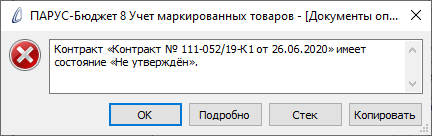 ПАРУС-Бюджет 8 Учет маркированных товаров - [Документы оп...
Контракт «Контракт № 111-052/19-К1 от 26.06.2020» имеет
состояние «Не утверждён».
ОК
Подробно
Стек
Копировать